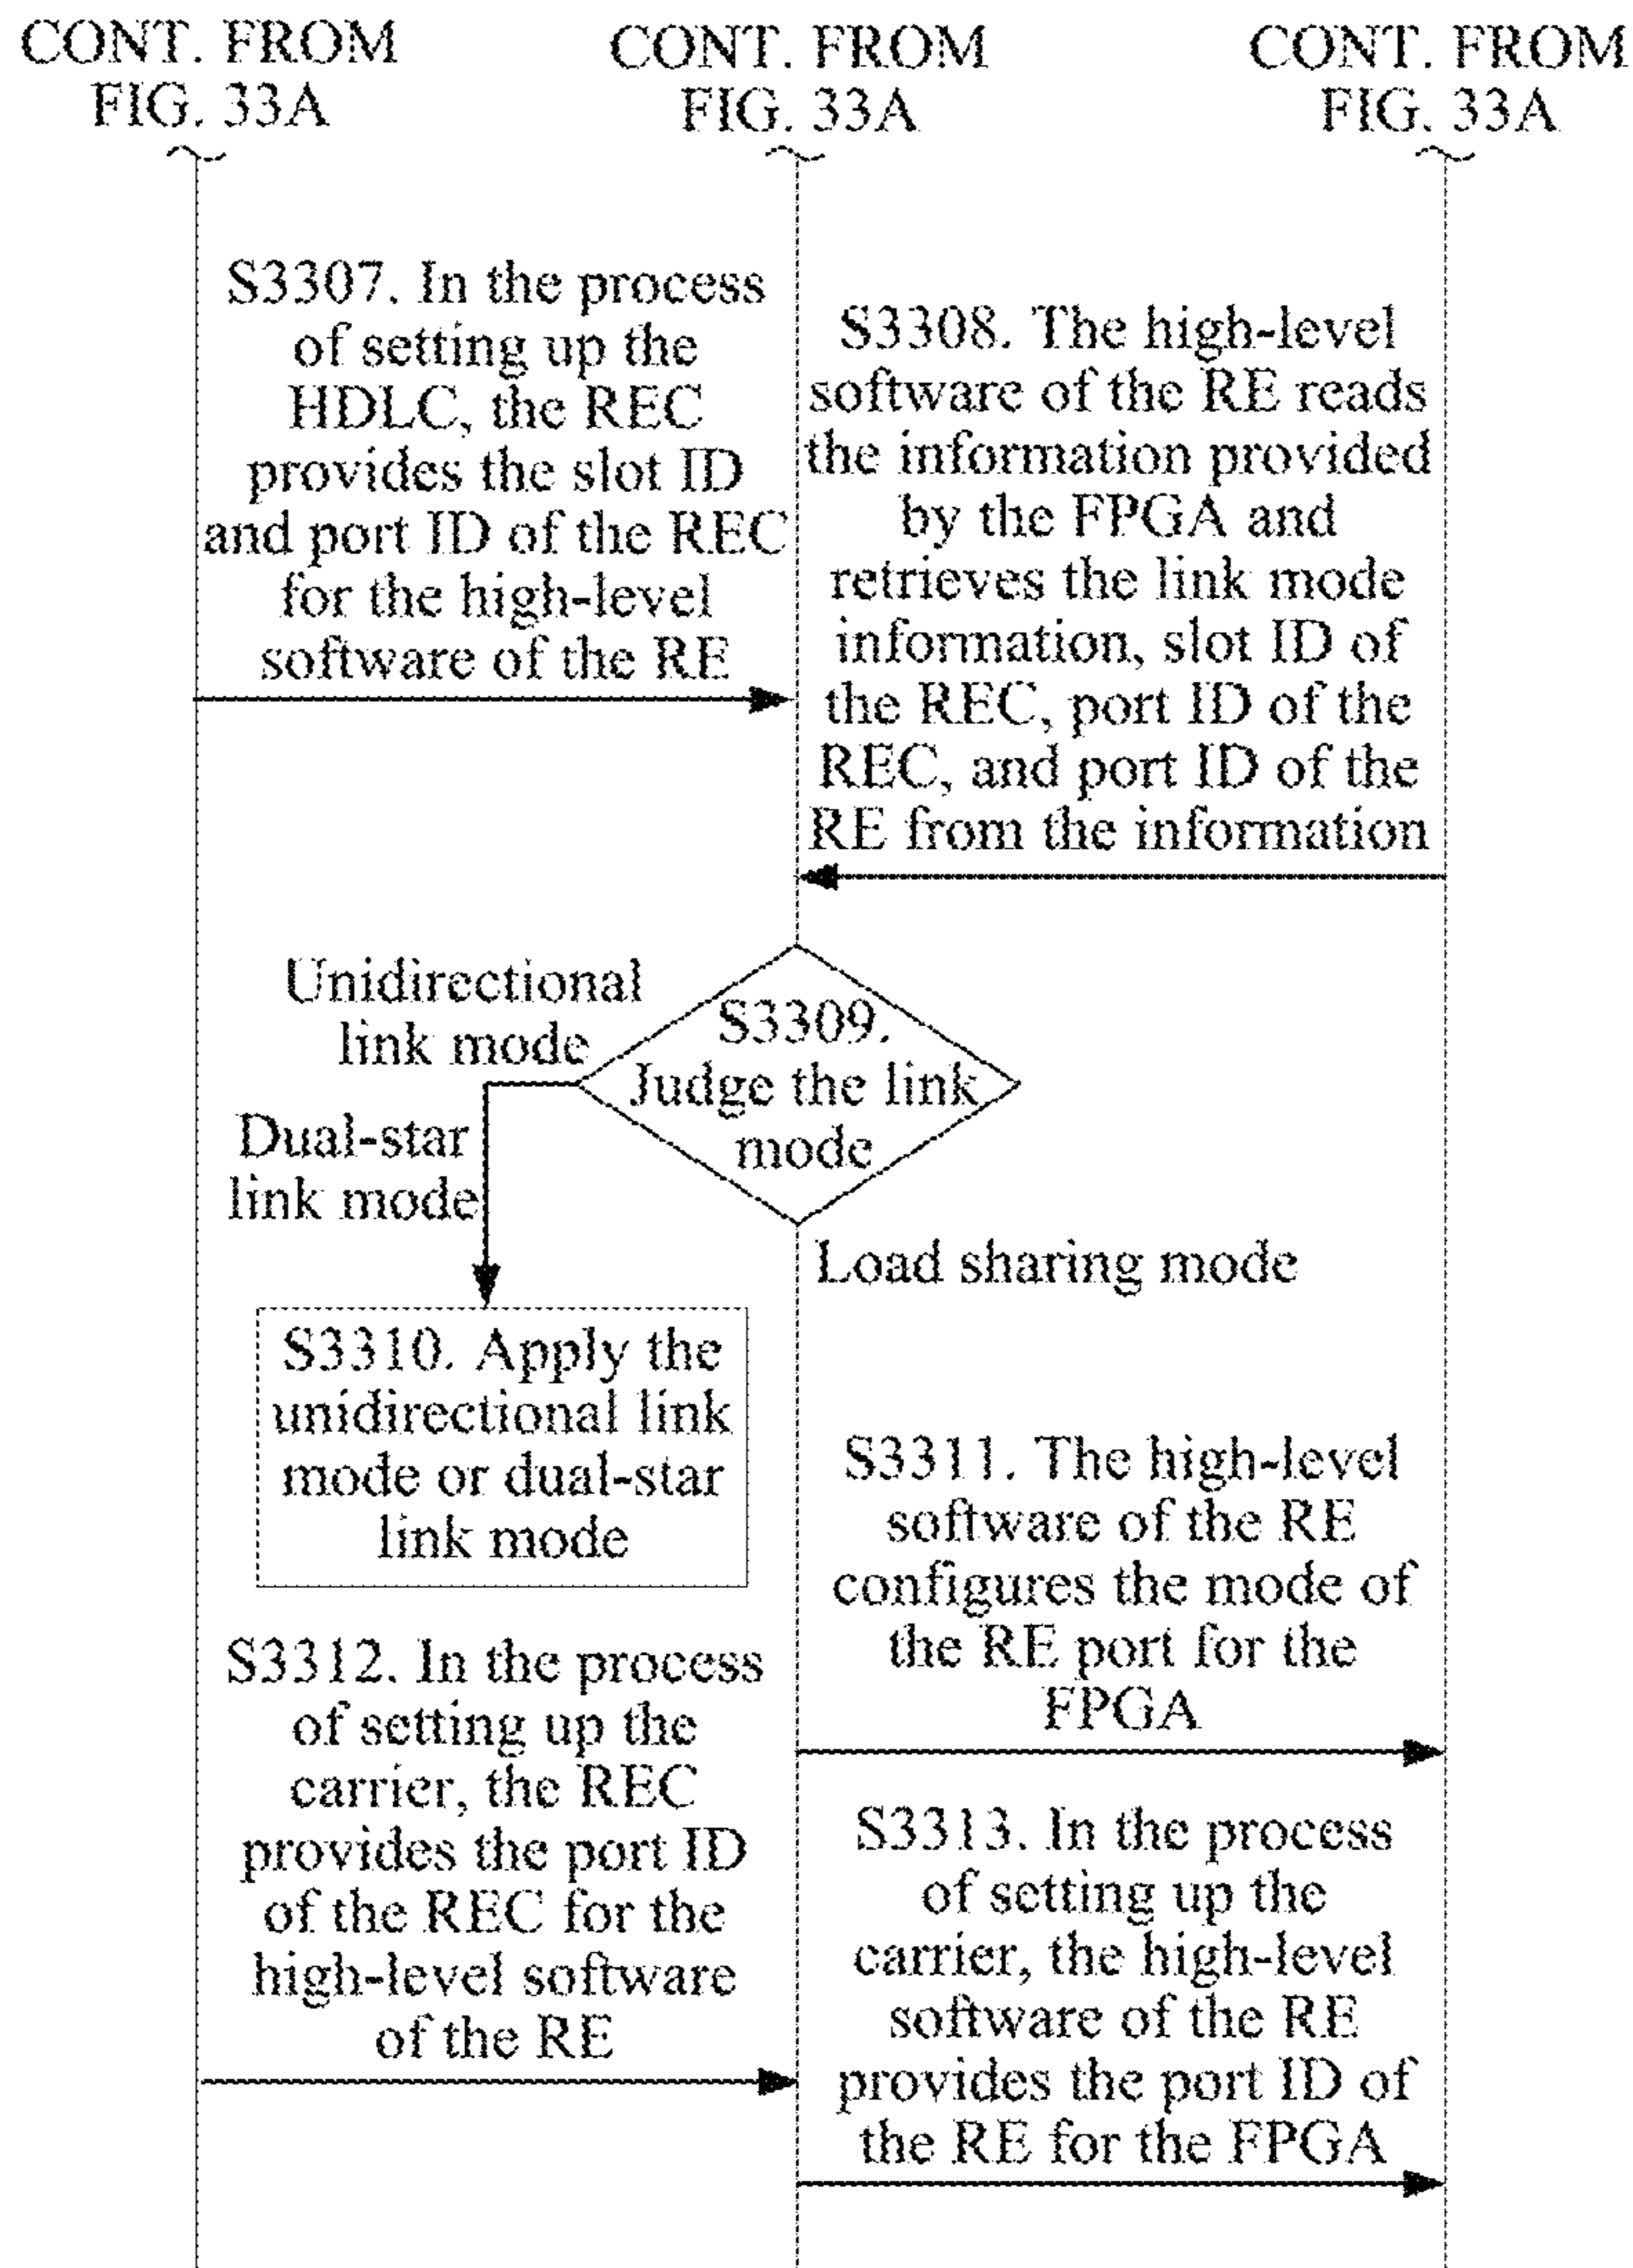 CONT. FROM
FIG. 33A
CONT. FROM
FIG. 33A
CONT. FROM
FIG. 33A
S3307. In the process
of setting up the
HDLC, the REC
provides the slot ID
and port ID of the REC
for the high-level
software of the RE
S3308. The high-level
software of the RE reads
the information provided
by the FPGA and
retrieves the link mode
information, slot ID of
the REC, port ID of the
REC, and port ID of the
RE from the information
Unidirectional
link mode
S3309.
Judge the link
mode
Dual-star
link mode
Load sharing mode
S3310. Apply the
unidirectional link
mode or dual-star
link mode
S3311. The high-level
software of the RE
configures the mode of
the RE port for the
FPGA
S3312. In the process
of setting up the
carrier, the REC
provides the port ID
of the REC for the
high-level software
of the RE
S3313. In the process
of setting up the
carrier, the high-level
software of the RE
provides the port ID of
the RE for the FPGA